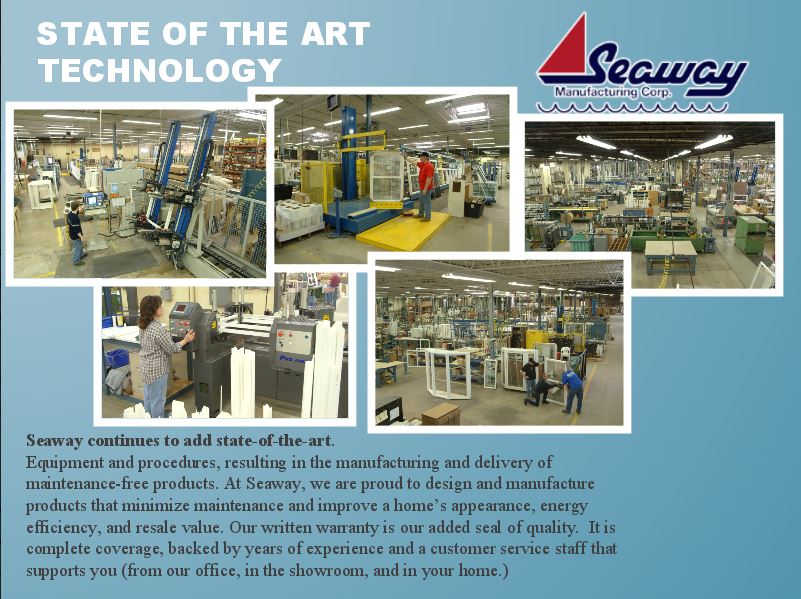 STATE OF THE ART
TECHNOLOGY
Seaway
Manufacturing Corp.
Seaway continues to add state-of-the-art.
Equipment and procedures, resulting in the manufacturing and delivery of
maintenance-free products. At Seaway, we are proud to design and manufacture
products that minimize maintenance and improve a home's appearance, energy
efficiency, and resale value. Our written warranty is our added seal of quality.  It is
complete coverage, backed by years of experience and a customer service staff that
supports you (from our office, in the showroom, and in your home.)